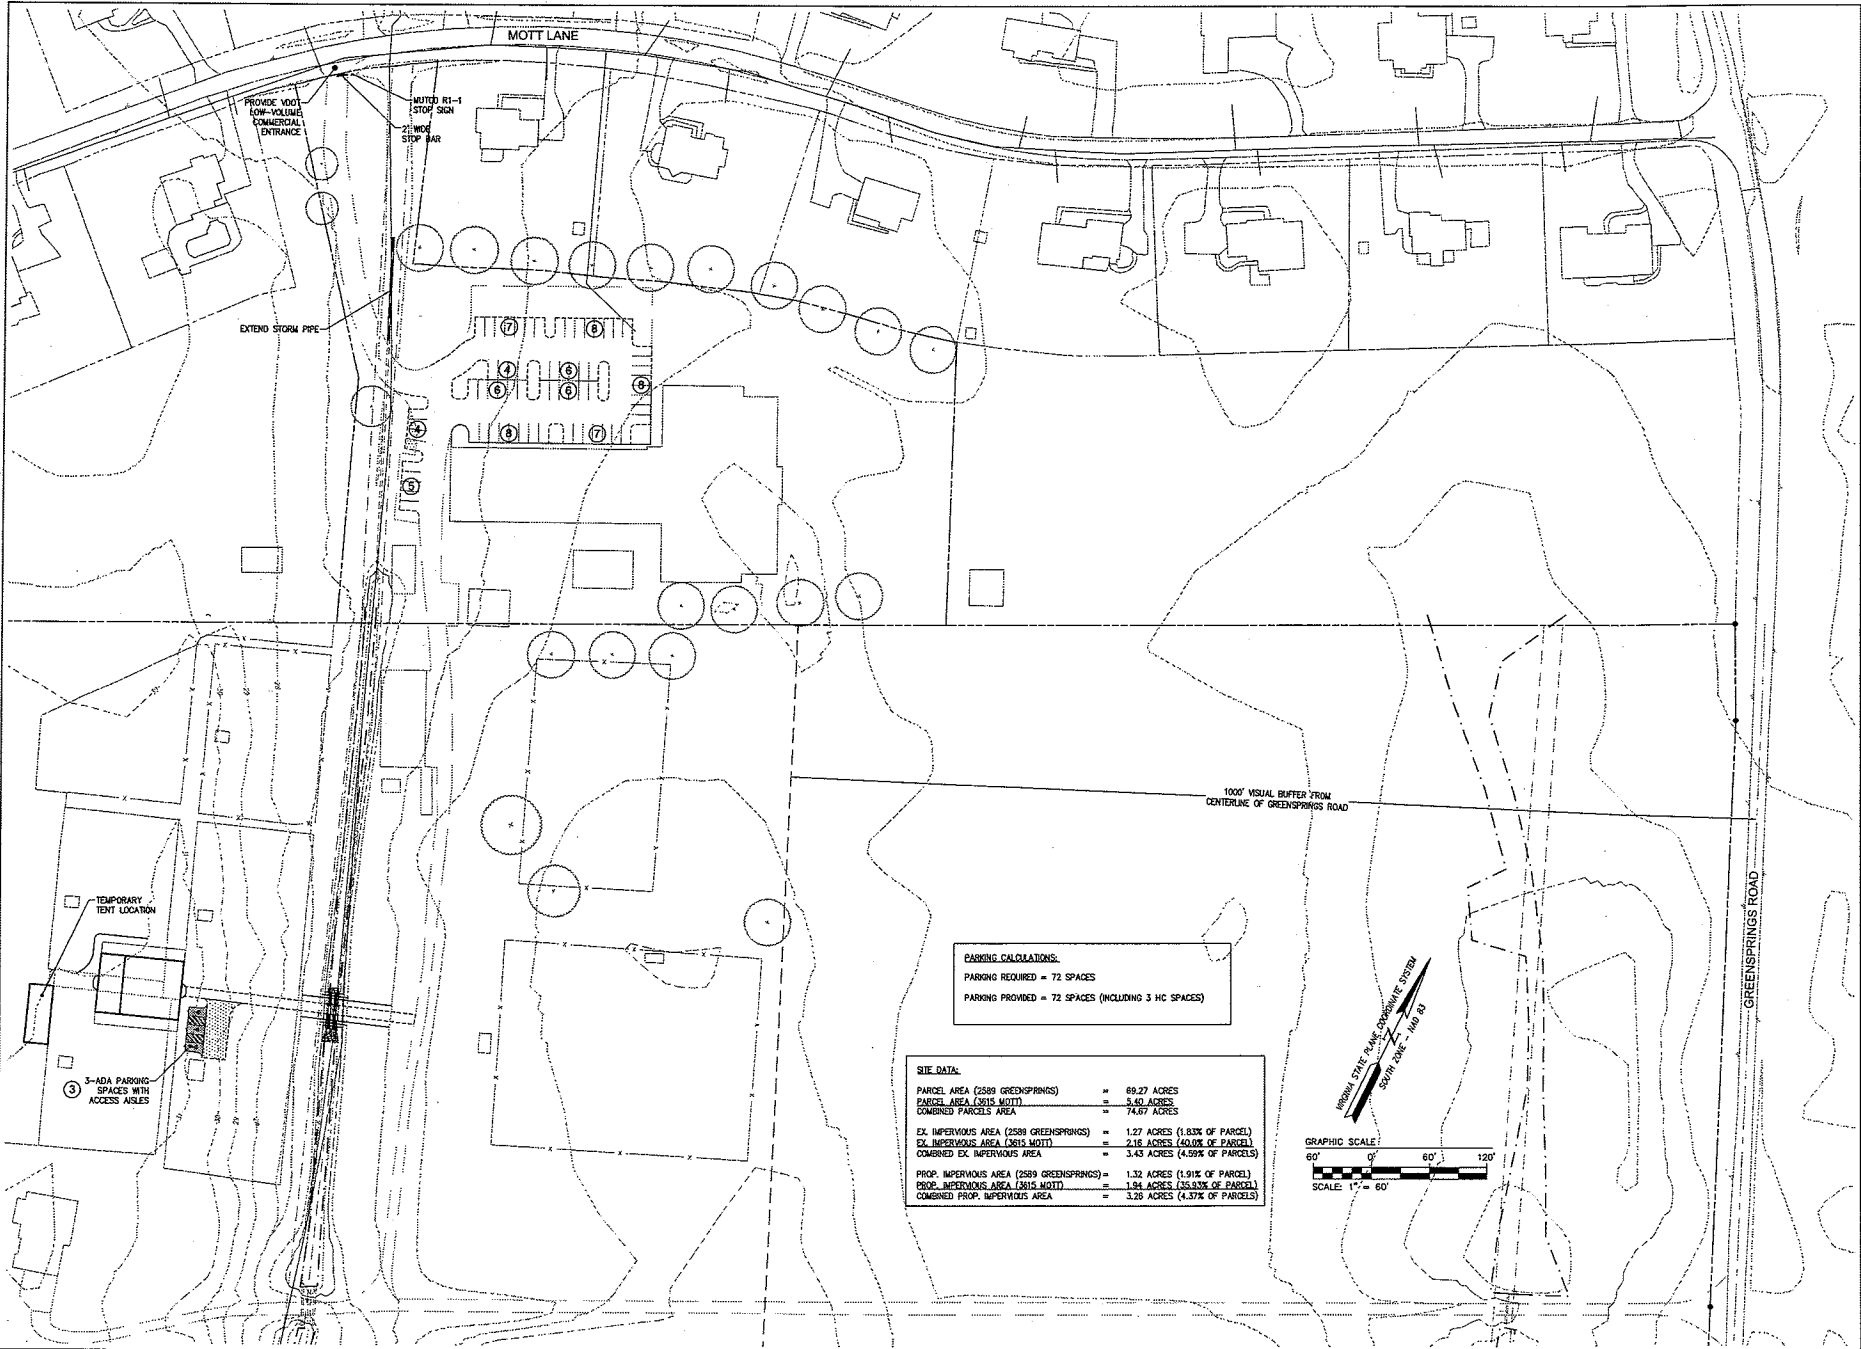 MOTT LANE
PROVIDE VDOT
LOW-VOLUME
COMMERCIAL
ENTRANCE
MUTCD R1-1
STOP SIGN
2' WIDE
STOP BAR
EXTEND STORM PIPE
7
8
4
6
6
6
8
4
8
7
5
1000' VISUAL BUFFER FROM
CENTERLINE OF GREENSPRINGS ROAD
GREENSPRINGS ROAD
TEMPORARY
TENT LOCATION
3
3-ADA PARKING
SPACES WITH
ACCESS AISLES
PARKING CALCULATIONS:
PARKING REQUIRED = 72 SPACES
PARKING PROVIDED = 72 SPACES (INCLUDING 3 HC SPACES)
SITE DATA:
PARCEL AREA (2589 GREENSPRINGS) = 69.27 ACRES
PARCEL AREA (3615 MOTT) = 5.40 ACRES
COMBINED PARCELS AREA = 74.67 ACRES
EX. IMPERVIOUS AREA (2589 GREENSPRINGS) = 1.27 ACRES (1.83% OF PARCEL)
EX. IMPERVIOUS AREA (3615 MOTT) = 2.16 ACRES (40.0% OF PARCEL)
COMBINED EX. IMPERVIOUS AREA = 3.43 ACRES (4.59% OF PARCELS)
PROP. IMPERVIOUS AREA (2589 GREENSPRINGS) = 1.32 ACRES (1.91% OF PARCEL)
PROP. IMPERVIOUS AREA (3615 MOTT) = 1.94 ACRES (35.93% OF PARCEL)
COMBINED PROP. IMPERVIOUS AREA = 3.26 ACRES (4.37% OF PARCELS)
VIRGINIA STATE PLANE COORDINATE SYSTEM
SOUTH ZONE - NAD 83
GRAPHIC SCALE
60' 0' 60' 120'
SCALE: 1" = 60'